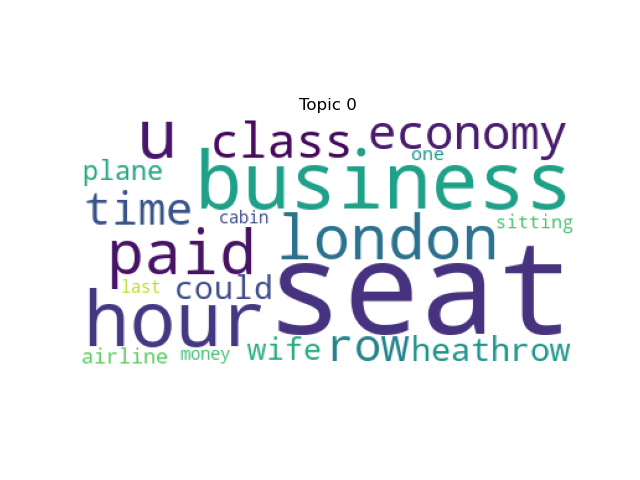 Topic 0
u class economy
plane business one
time cabin london sitting
paid seat
last could
hour row heathrow
airline money wife